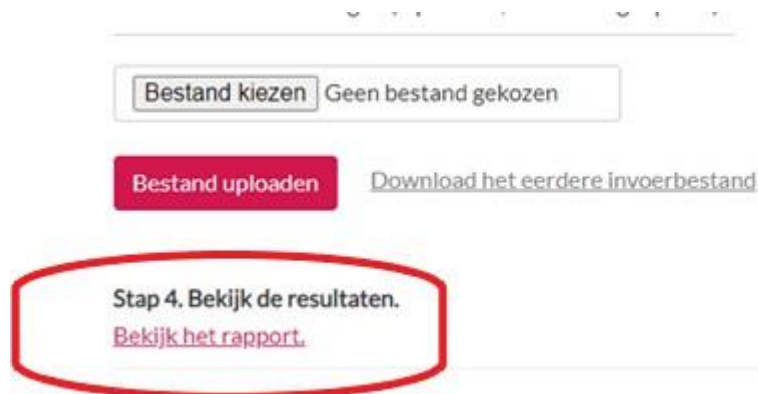 Bestand kiezen Geen bestand gekozen
Bestand uploaden Download het eerdere invoerbestand
Stap 4. Bekijk de resultaten.
Bekijk het rapport.